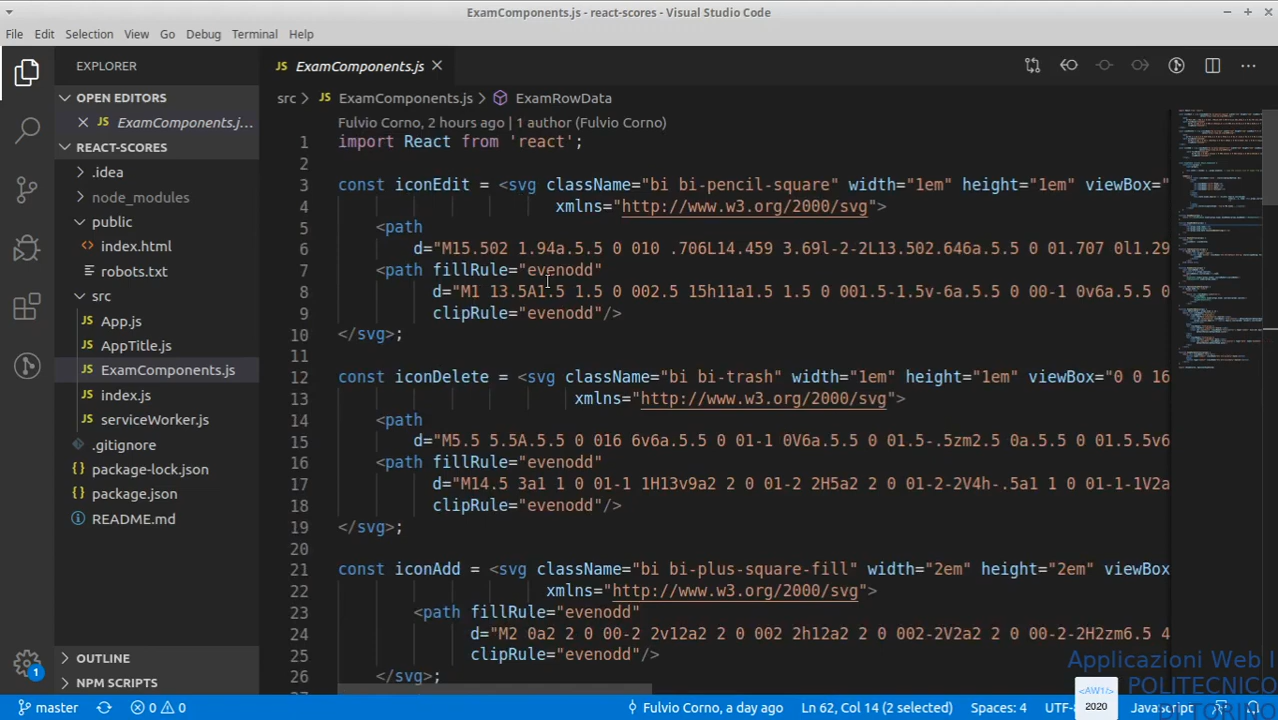 ExamComponents.js - react-scores - Visual Studio Code
File Edit Selection View Go Debug Terminal Help
EXPLORER
OPEN EDITORS
ExamComponents.j...
REACT-SCORES
.idea
node_modules
public
index.html
robots.txt
src
App.js
AppTitle.js
ExamComponents.js
index.js
serviceWorker.js
.gitignore
package-lock.json
package.json
README.md
OUTLINE
NPM SCRIPTS
JS ExamComponents.js
src > JS ExamComponents.js > ExamRowData
Fulvio Corno, 2 hours ago | 1 author (Fulvio Corno)
1 import React from 'react';
2
3 const iconEdit = <svg className="bi bi-pencil-square" width="1em" height="1em" viewBox="
4 xmlns="http://www.w3.org/2000/svg">
5 <path
6 d="M15.502 1.94a.5.5 0 010 .706L14.459 3.69l-2-2L13.502.646a.5.5 0 01.707 0l1.29
7 <path fillRule="evenodd"
8 d="M1 13.5A1.5 1.5 0 002.5 15h11a1.5 1.5 0 001.5-1.5v-6a.5.5 0 00-1 0v6a.5.5 0
9 clipRule="evenodd"/>
10 </svg>;
11
12 const iconDelete = <svg className="bi bi-trash" width="1em" height="1em" viewBox="0 0 16
13 xmlns="http://www.w3.org/2000/svg">
14 <path
15 d="M5.5 5.5A.5.5 0 016 6v6a.5.5 0 01-1 0V6a.5.5 0 01.5-.5zm2.5 0a.5.5 0 01.5.5v6
16 <path fillRule="evenodd"
17 d="M14.5 3a1 1 0 01-1 1H13v9a2 2 0 01-2 2H5a2 2 0 01-2-2V4h-.5a1 1 0 01-1-1V2a
18 clipRule="evenodd"/>
19 </svg>;
20
21 const iconAdd = <svg className="bi bi-plus-square-fill" width="2em" height="2em" viewBox
22 xmlns="http://www.w3.org/2000/svg">
23 <path fillRule="evenodd"
24 d="M2 0a2 2 0 00-2 2v12a2 2 0 002 2h12a2 2 0 002-2V2a2 2 0 00-2-2H2zm6.5 4
25 clipRule="evenodd"/>
26 </svg>;
Applicazioni Web I
POLITECNICO
DI TORINO
<AW1/>
2020
master 0 0 Fulvio Corno, a day ago Ln 62, Col 14 (2 selected) Spaces: 4 UTF-8 Javascript
1